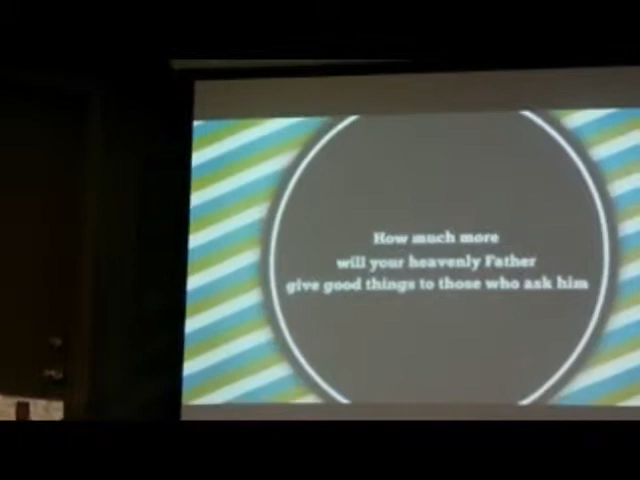 How much more
will your heavenly Father
give good things to those who ask him